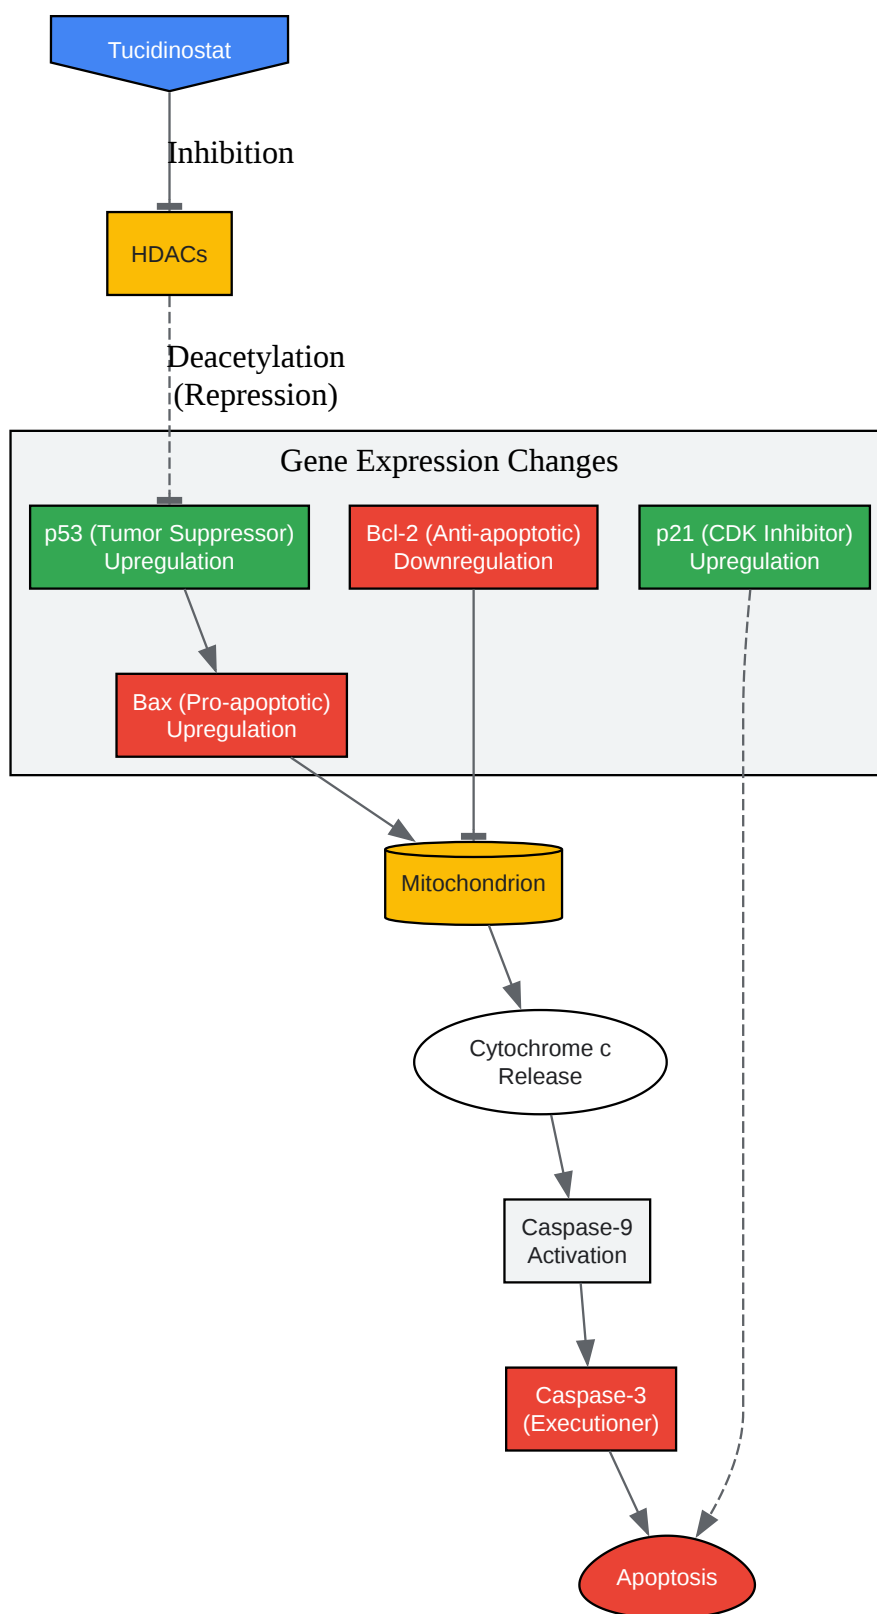 Tucidinostat
Inhibition
HDACs
Deacetylation
(Repression)
Gene Expression Changes
p53 (Tumor Suppressor)
Upregulation
Bcl-2 (Anti-apoptotic)
Downregulation
p21 (CDK Inhibitor)
Upregulation
Bax (Pro-apoptotic)
Upregulation
Mitochondrion
Cytochrome c
Release
Caspase-9
Activation
Caspase-3
(Executioner)
Apoptosis